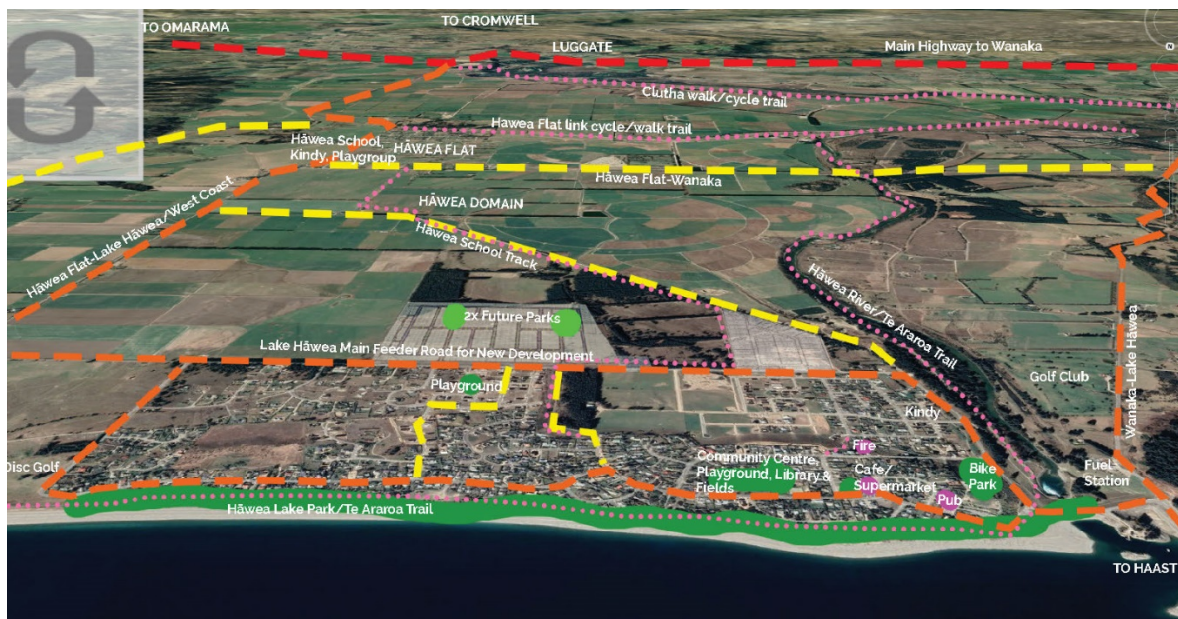 TO OMARAMA
TO CROMWELL
LUGGATE
Main Highway to Wanaka
N
Clutha walk/cycle trail
Hawea Flat link cycle/walk trail
Hāwea School,
Kindy, Playgroup
HĀWEA FLAT
Hāwea Flat-Wanaka
Hāwea Flat-Lake Hāwea/West Coast
HĀWEA DOMAIN
Hāwea School Track
Hāwea River/Te Araroa Trail
2x Future Parks
Wanaka-Lake Hāwea
Lake Hāwea Main Feeder Road for New Development
Golf Club
Playground
Kindy
Fire
Disc Golf
Community Centre,
Playground, Library &
Fields
Cafe/
Supermarket
Bike
Park
Fuel
Station
Pub
Hāwea Lake Park/Te Araroa Trail
TO HAAST